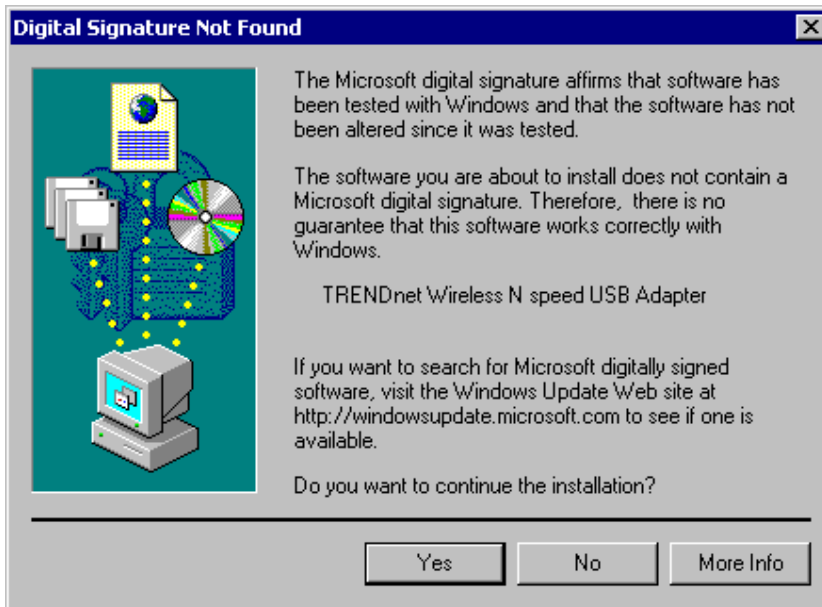 Digital Signature Not Found
The Microsoft digital signature affirms that software has
been tested with Windows and that the software has not
been altered since it was tested.
The software you are about to install does not contain a
Microsoft digital signature. Therefore,  there is no
guarantee that this software works correctly with
Windows.
TRENDnet Wireless N speed USB Adapter
If you want to search for Microsoft digitally signed
software, visit the Windows Update Web site at
http://windowsupdate.microsoft.com to see if one is
available.
Do you want to continue the installation?
Yes No More Info